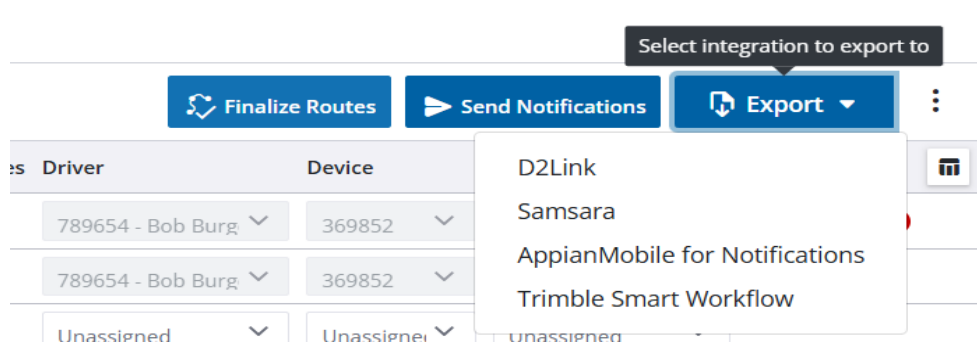 Select integration to export to
Finalize Routes Send Notifications Export
es Driver Device
789654 - Bob Burg 369852
789654 - Bob Burg 369852
Unassigned Unassigne Unassigned
D2Link
Samsara
AppianMobile for Notifications
Trimble Smart Workflow